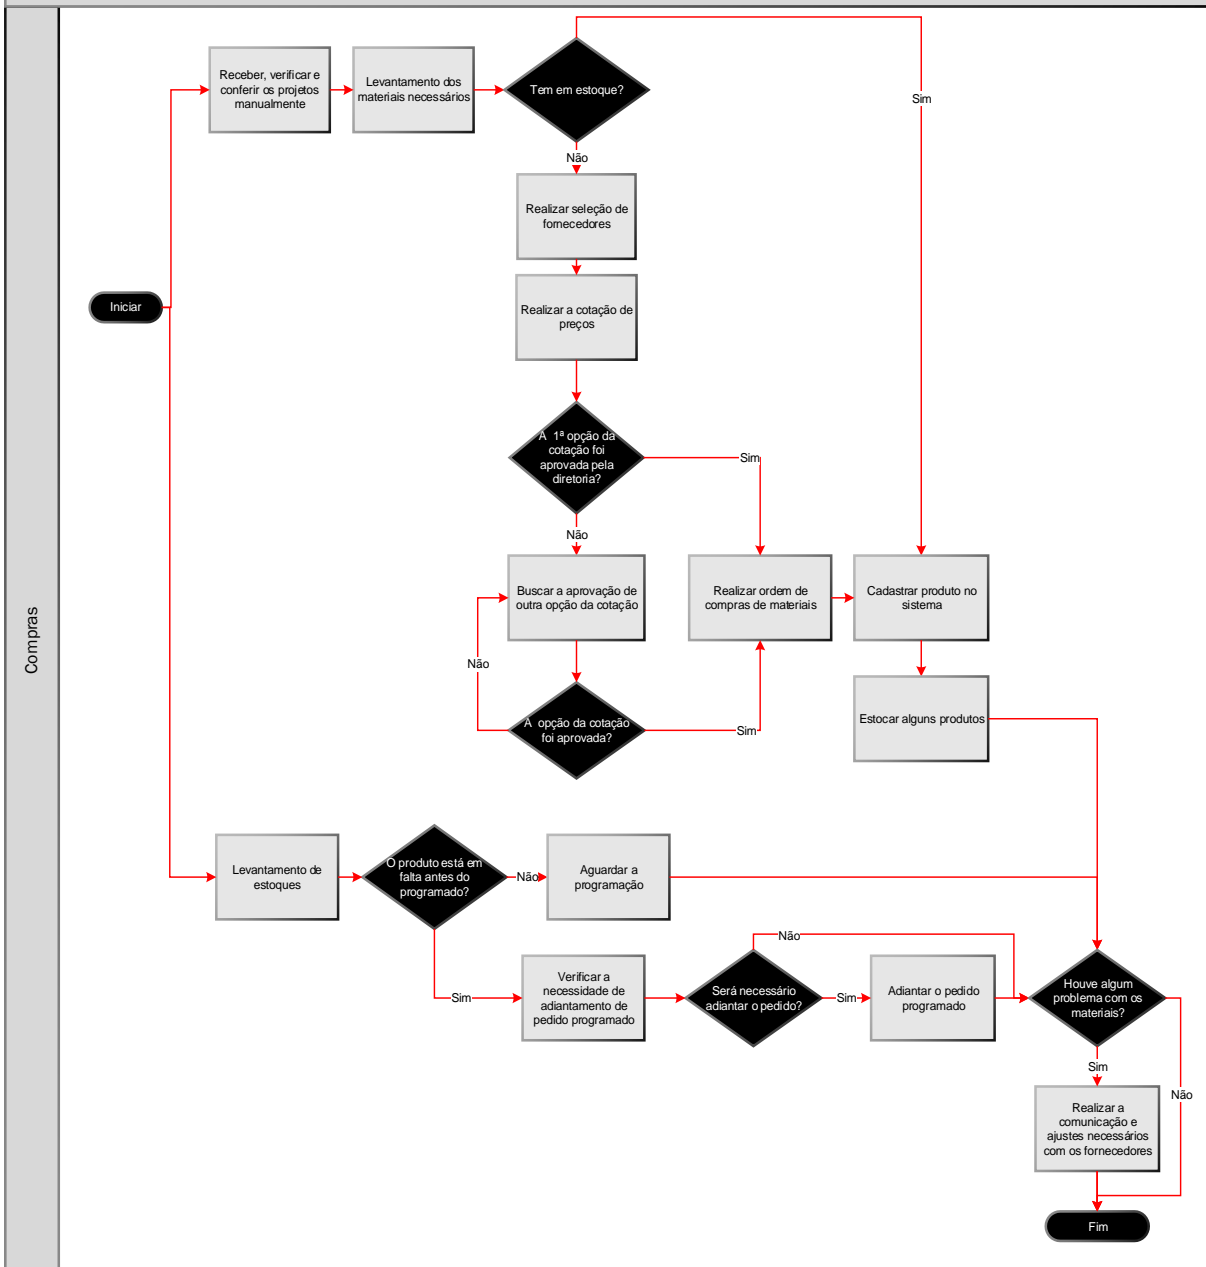 Compras
Receber, verificar e
conferir os projetos
manualmente
Levantamento dos
materiais necessários
Tem em estoque?
Sim
Não
Realizar seleção de
fornecedores
Iniciar
Realizar a cotação de
preços
A 1ª opção da
cotação foi
aprovada pela
diretoria?
Sim
Não
Buscar a aprovação de
outra opção da cotação
Realizar ordem de
compras de materiais
Cadastrar produto no
sistema
Não
A opção da cotação
foi aprovada?
Sim
Estocar alguns produtos
Levantamento de
estoques
O produto está em
falta antes do
programado?
Não
Aguardar a
programação
Sim
Verificar a
necessidade de
adiantamento de
pedido programado
Não
Será necessário
adiantar o pedido?
Sim
Adiantar o pedido
programado
Houve algum
problema com os
materiais?
Sim
Não
Realizar a
comunicação e
ajustes necessários
com os fornecedores
Fim